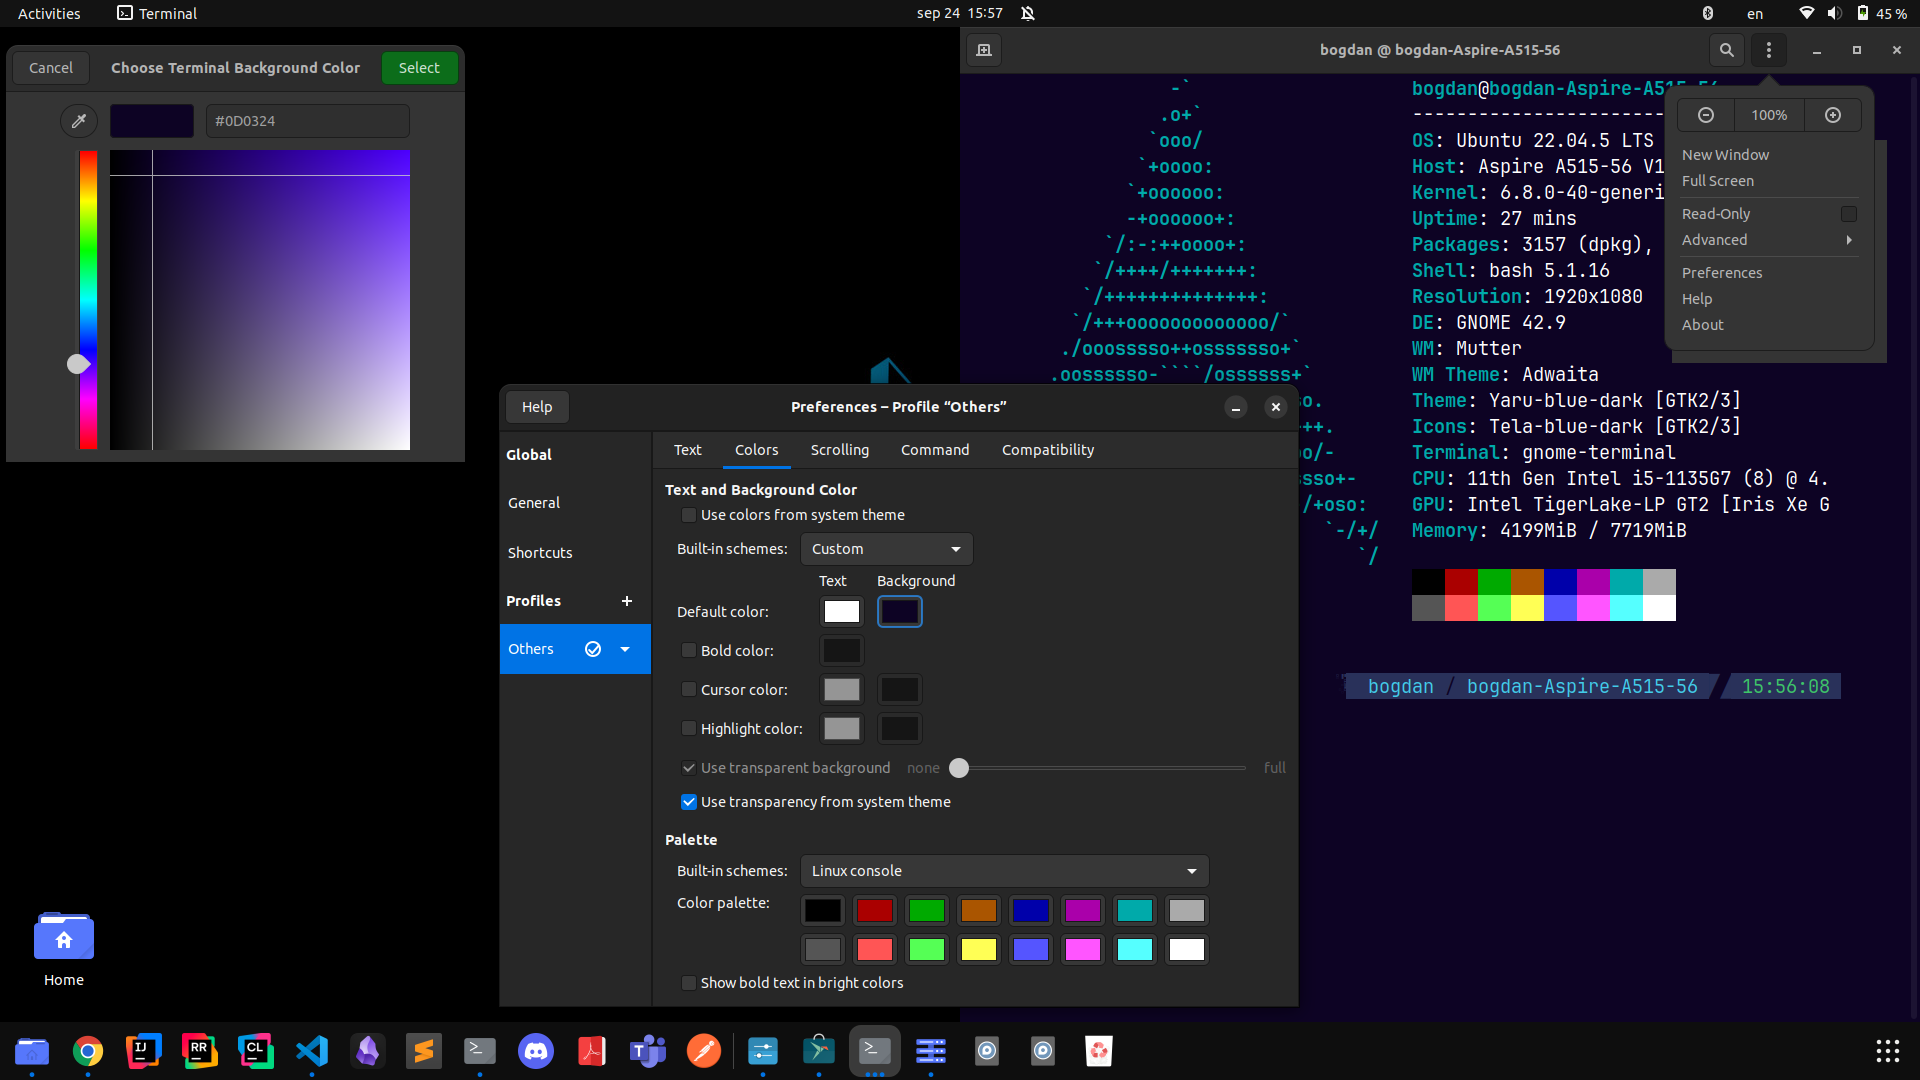 Activities
Terminal
sep 24 15:57
en
45 %
Cancel
Choose Terminal Background Color
Select
#0D0324
bogdan @ bogdan-Aspire-A515-56
bogdan@bogdan-Aspire-A515-56
-----------------------
OS: Ubuntu 22.04.5 LTS
Host: Aspire A515-56 V1
Kernel: 6.8.0-40-generi
Uptime: 27 mins
Packages: 3157 (dpkg),
Shell: bash 5.1.16
Resolution: 1920x1080
DE: GNOME 42.9
WM: Mutter
WM Theme: Adwaita
Theme: Yaru-blue-dark [GTK2/3]
Icons: Tela-blue-dark [GTK2/3]
Terminal: gnome-terminal
CPU: 11th Gen Intel i5-1135G7 (8) @ 4.
GPU: Intel TigerLake-LP GT2 [Iris Xe G
Memory: 4199MiB / 7719MiB
-`
.o+`
`ooo/
`+oooo:
`+oooooo:
-+oooooo+:
`/:-:++oooo+:
`/++++/+++++++:
`/++++++++++++++:
`/+++ooooooooooooo/`
./ooosssso++osssssso+`
.oossssso-````/ossssss+`
so.
++.
oo/-
ssso+-
/+oso:
`-/+/
`/
bogdan / bogdan-Aspire-A515-56
15:56:08
100%
New Window
Full Screen
Read-Only
Advanced
Preferences
Help
About
Help
Preferences – Profile “Others”
Global
General
Shortcuts
Profiles
Others
Text
Colors
Scrolling
Command
Compatibility
Text and Background Color
Use colors from system theme
Built-in schemes:
Custom
Text
Background
Default color:
Bold color:
Cursor color:
Highlight color:
Use transparent background
none
full
Use transparency from system theme
Palette
Built-in schemes:
Linux console
Color palette:
Show bold text in bright colors
Home
IJ
RR
CL
T